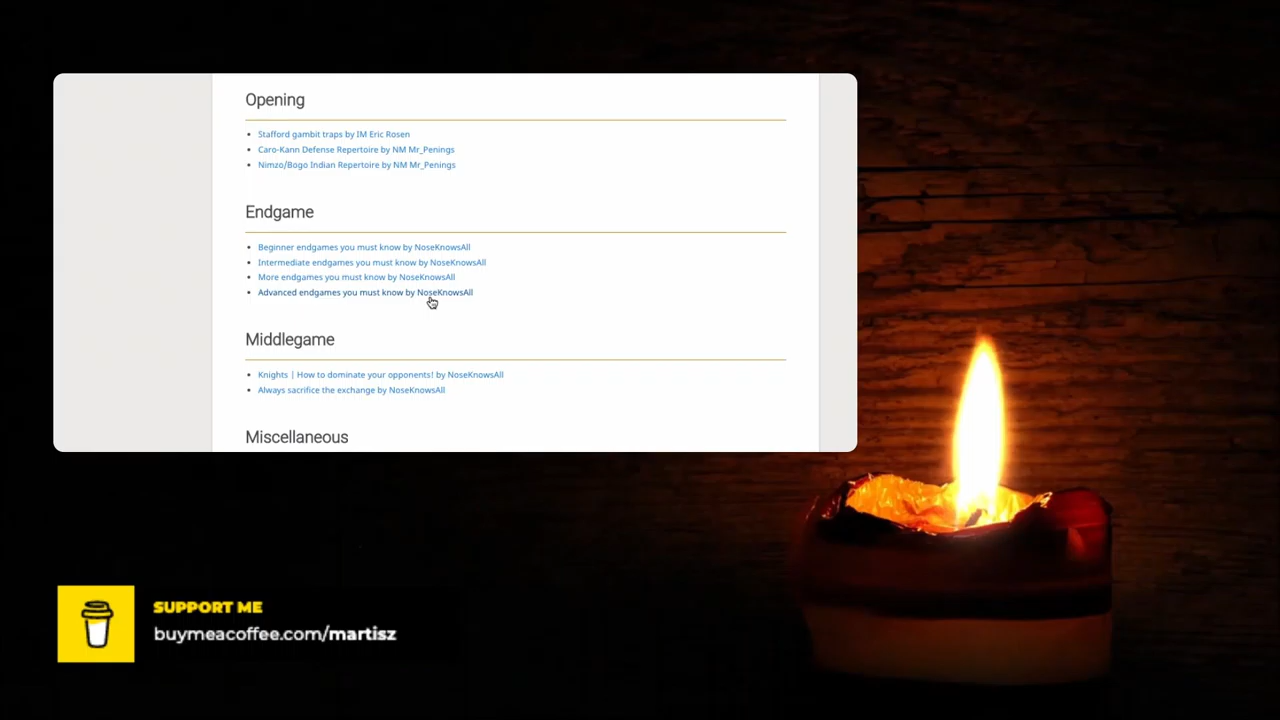 Opening
Stafford gambit traps by IM Eric Rosen
Caro-Kann Defense Repertoire by NM Mr_Penings
Nimzo/Bogo Indian Repertoire by NM Mr_Penings
Endgame
Beginner endgames you must know by NoseKnowsAll
Intermediate endgames you must know by NoseKnowsAll
More endgames you must know by NoseKnowsAll
Advanced endgames you must know by NoseKnowsAll
Middlegame
Knights | How to dominate your opponents! by NoseKnowsAll
Always sacrifice the exchange by NoseKnowsAll
Miscellaneous
SUPPORT ME
buymeacoffee.com/martisz